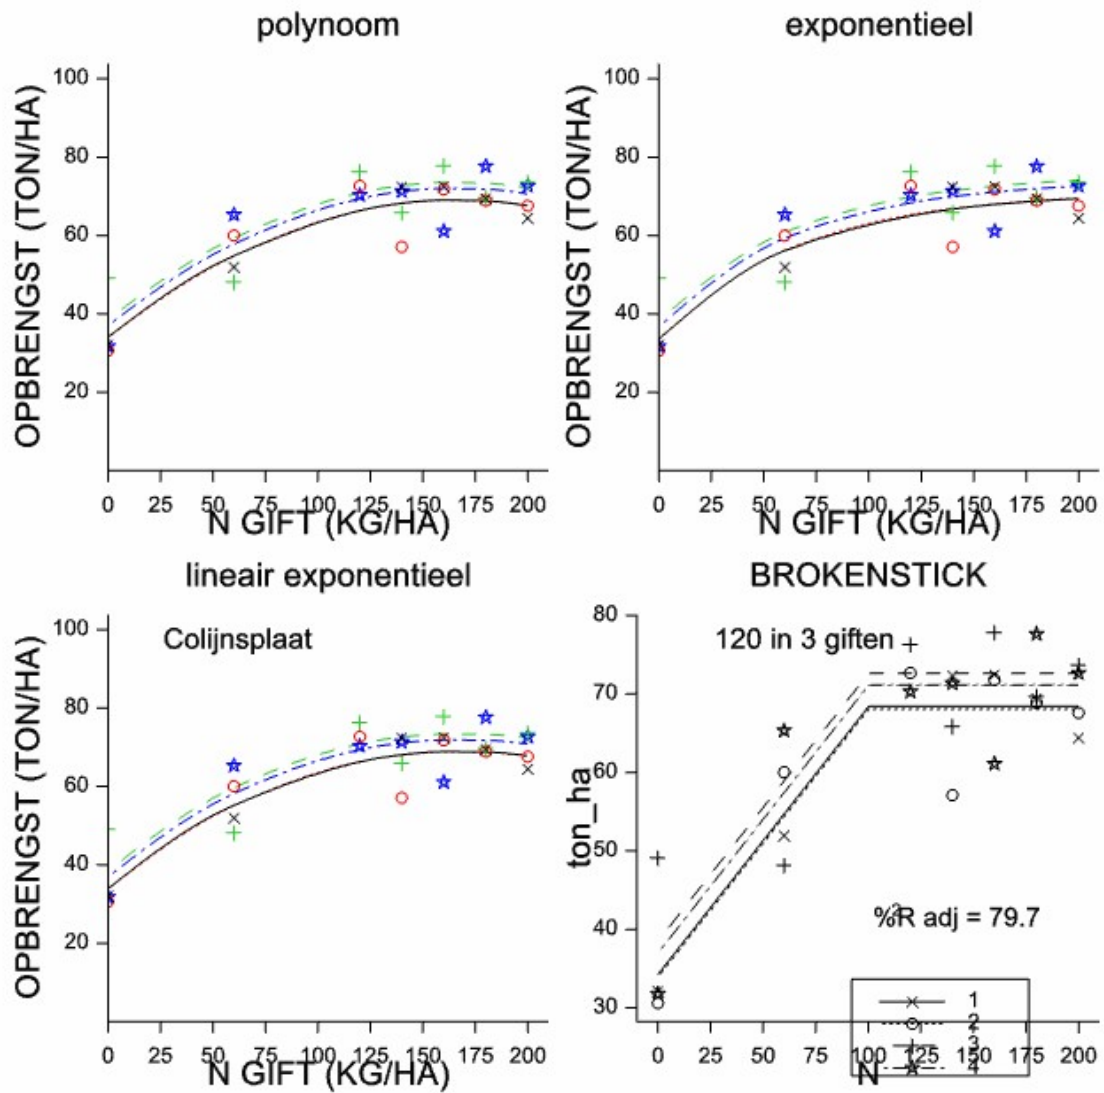 polynoom
OPBRENGST (TON/HA)
100
80
60
40
20
0 25 50 75 100 125 150 175 200
N GIFT (KG/HA)
exponentieel
OPBRENGST (TON/HA)
100
80
60
40
20
0 25 50 75 100 125 150 175 200
N GIFT (KG/HA)
lineair exponentieel
Colijnsplaat
OPBRENGST (TON/HA)
100
80
60
40
20
0 25 50 75 100 125 150 175 200
N GIFT (KG/HA)
BROKENSTICK
120 in 3 giften
ton_ha
80
70
60
50
40
30
%R2 adj = 79.7
1
2
3
4
0 25 50 75 100 125 150 175 200
N